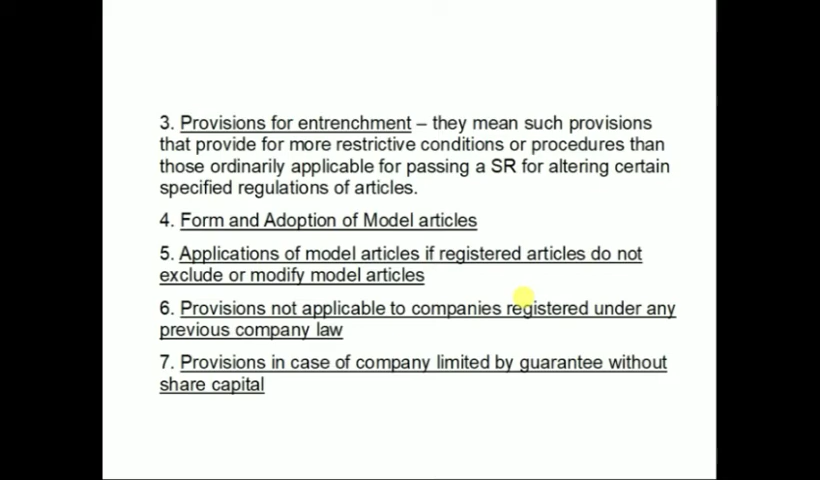 3. Provisions for entrenchment – they mean such provisions
that provide for more restrictive conditions or procedures than
those ordinarily applicable for passing a SR for altering certain
specified regulations of articles.
4. Form and Adoption of Model articles
5. Applications of model articles if registered articles do not
exclude or modify model articles
6. Provisions not applicable to companies registered under any
previous company law
7. Provisions in case of company limited by guarantee without
share capital